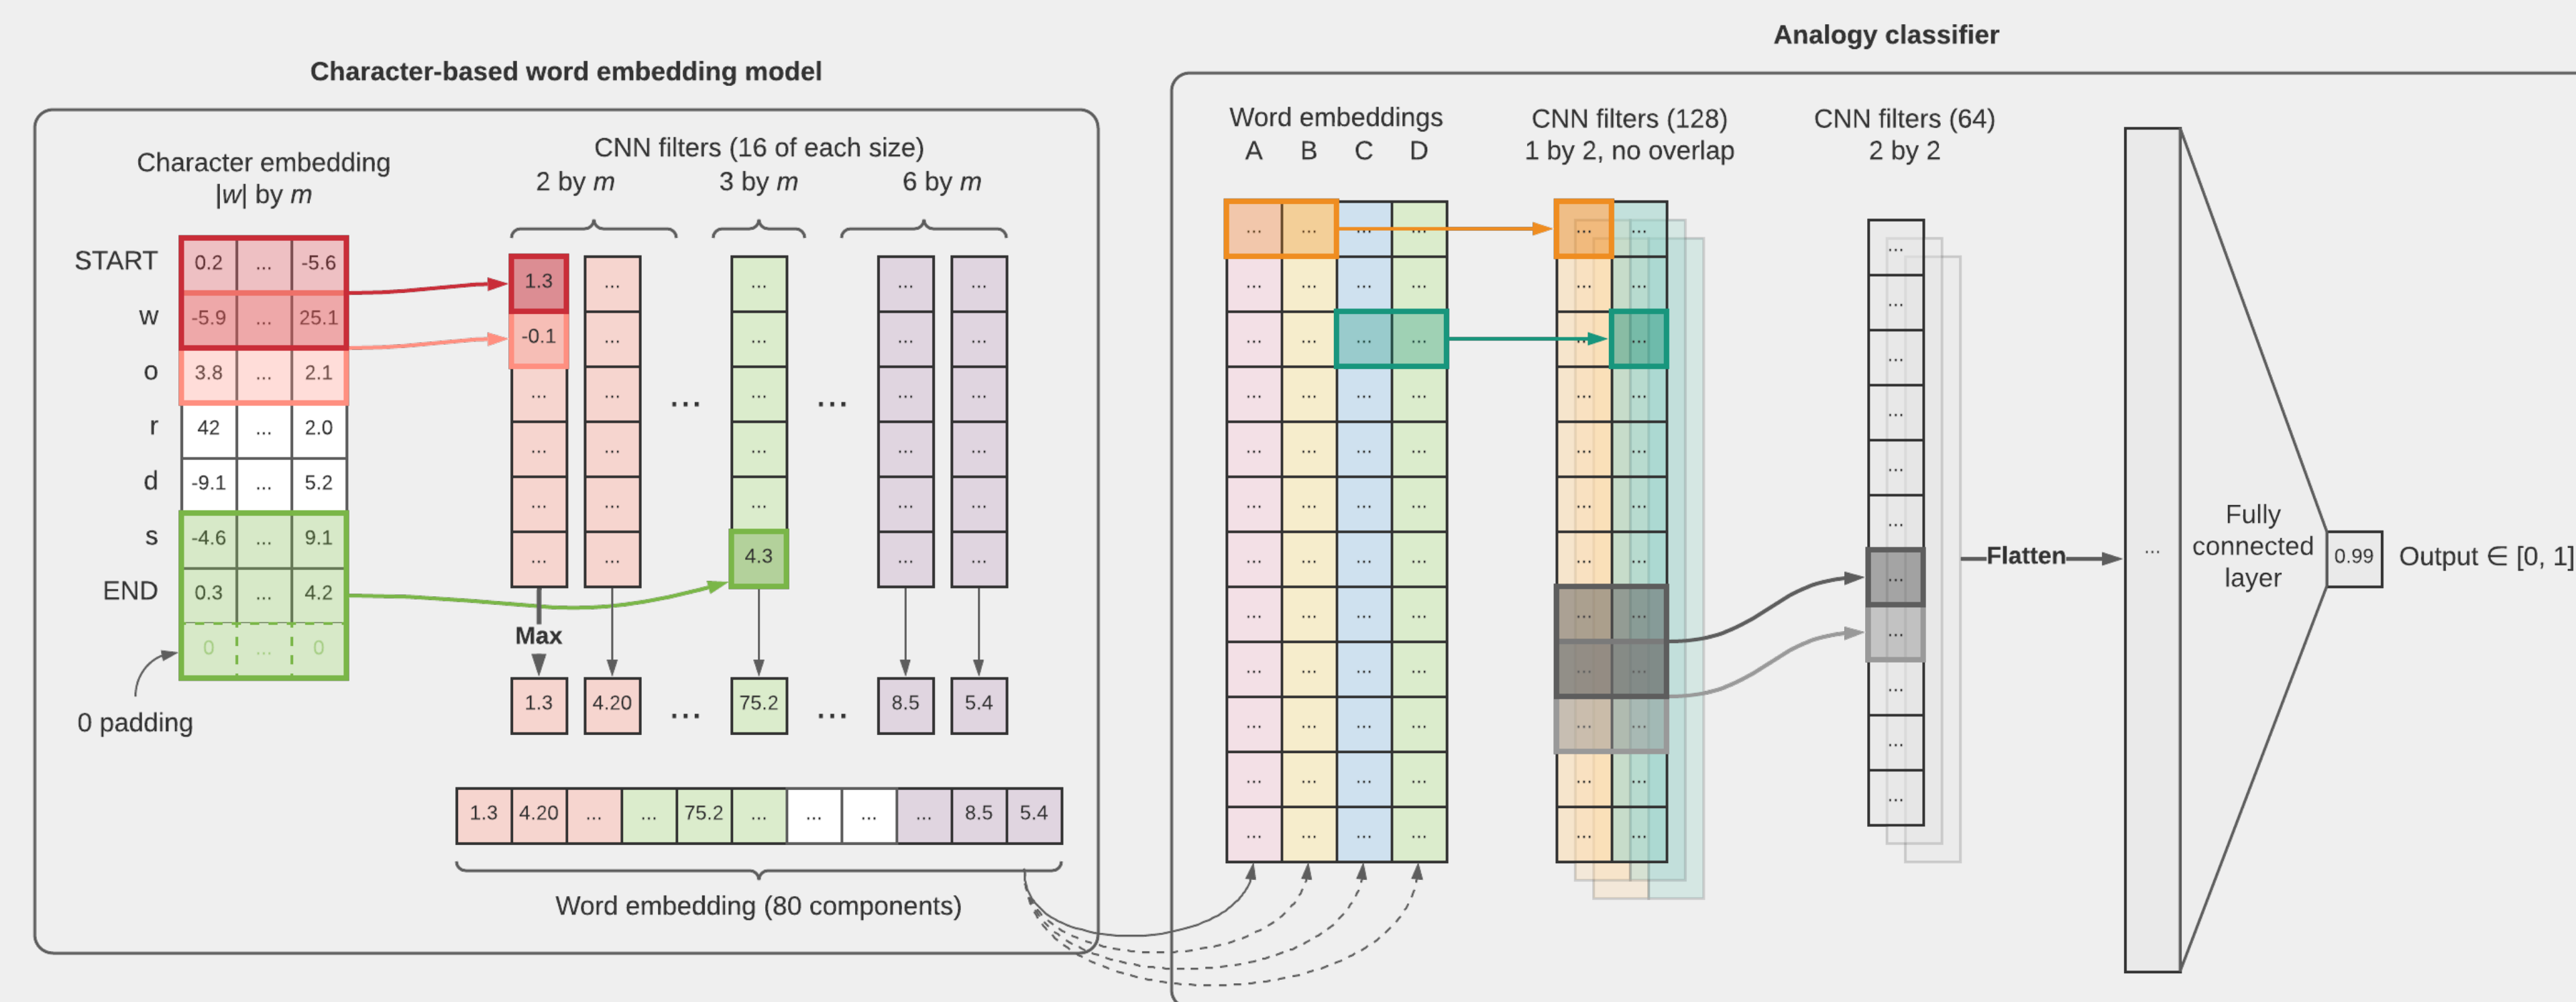 Analogy classifier
Character-based word embedding model
Character embedding
|w| by m
CNN filters (16 of each size)
2 by m 3 by m 6 by m
START 0.2 ... -5.6
w -5.9 ... 25.1
o 3.8 ... 2.1
r 42 ... 2.0
d -9.1 ... 5.2
s -4.6 ... 9.1
END 0.3 ... 4.2
0 ... 0
0 padding
1.3 ... ... ... ...
-0.1 ... ... ... ...
... ... ... ... ... ... ...
... ... ... ... ...
... ... ... ... ...
... ... 4.3 ... ...
Max
1.3 4.20 ... 75.2 ... 8.5 5.4
1.3 4.20 ... ... 75.2 ... ... ... ... 8.5 5.4
Word embedding (80 components)
Word embeddings
A B C D
... ... ... ...
... ... ... ...
... ... ... ...
... ... ... ...
... ... ... ...
... ... ... ...
... ... ... ...
... ... ... ...
... ... ... ...
... ... ... ...
... ... ... ...
... ... ... ...
CNN filters (128)
1 by 2, no overlap
... ...
... ...
... ...
... ...
... ...
... ...
... ...
... ...
... ...
... ...
... ...
... ...
CNN filters (64)
2 by 2
...
...
...
...
...
...
...
...
...
...
...
Flatten
...
Fully
connected
layer
0.99
Output ∈ [0, 1]